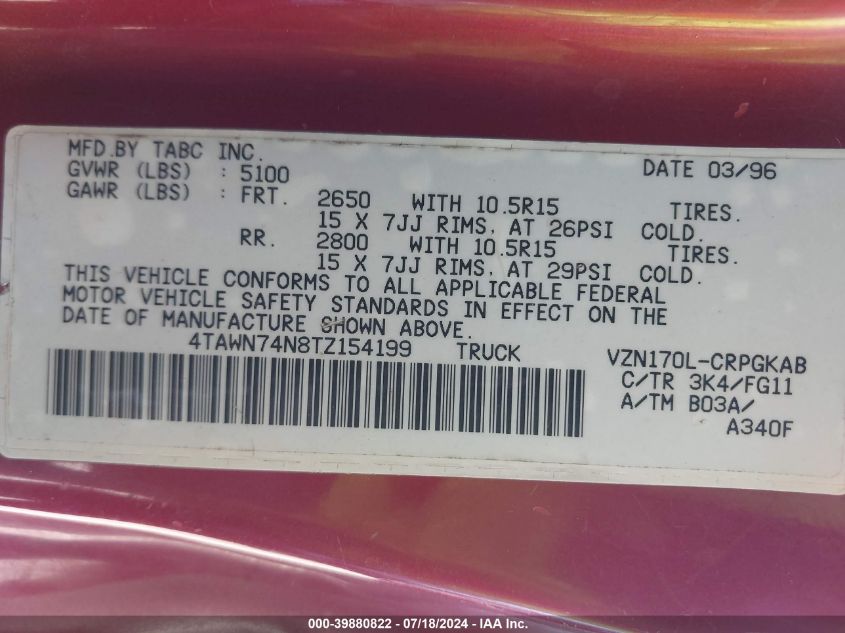 MFD.BY TABC INC. DATE 03/96
GVWR (LBS) : 5100
GAWR (LBS) : FRT. 2650 WITH 10.5R15 TIRES.
15 X 7JJ RIMS, AT 26PSI COLD.
RR. 2800 WITH 10.5R15 TIRES.
15 X 7JJ RIMS, AT 29PSI COLD.
THIS VEHICLE CONFORMS TO ALL APPLICABLE FEDERAL
MOTOR VEHICLE SAFETY STANDARDS IN EFFECT ON THE
DATE OF MANUFACTURE SHOWN ABOVE.
4TAWN74N8TZ154199 TRUCK VZN170L-CRPGKAB
C/TR 3K4/FG11
A/TM B03A/
A340F
000-39880822 - 07/18/2024 - IAA Inc.